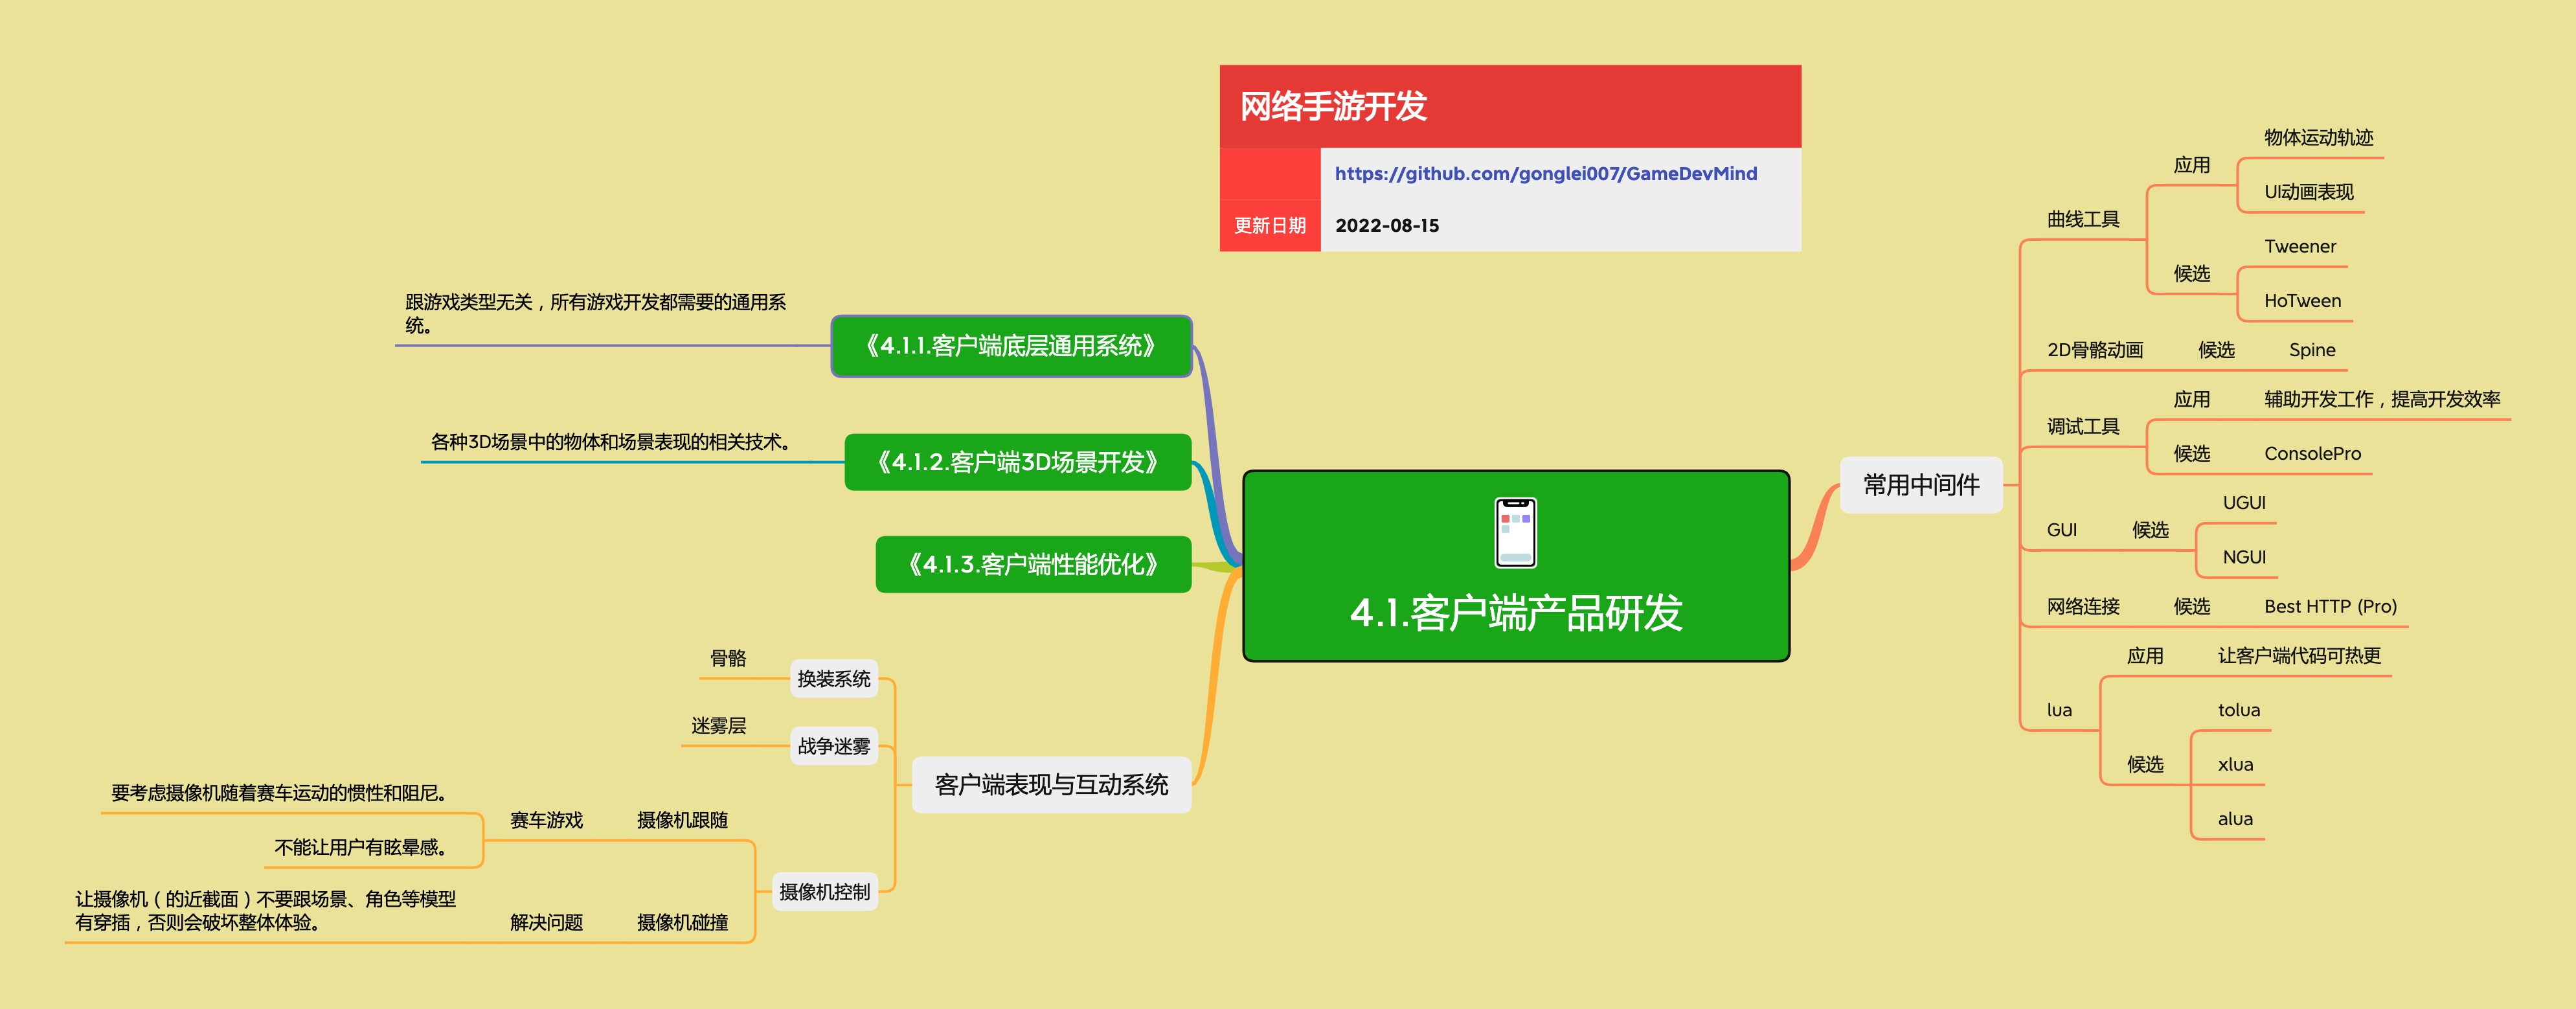 网络手游开发
https://github.com/gonglei007/GameDevMind
更新日期
2022-08-15
4.1.客户端产品研发
《4.1.1.客户端底层通用系统》
跟游戏类型无关，所有游戏开发都需要的通用系
统。
《4.1.2.客户端3D场景开发》
各种3D场景中的物体和场景表现的相关技术。
《4.1.3.客户端性能优化》
客户端表现与互动系统
换装系统
骨骼
战争迷雾
迷雾层
摄像机控制
摄像机跟随
赛车游戏
要考虑摄像机随着赛车运动的惯性和阻尼。
不能让用户有眩晕感。
摄像机碰撞
解决问题
让摄像机（的近截面）不要跟场景、角色等模型
有穿插，否则会破坏整体体验。
常用中间件
曲线工具
应用
物体运动轨迹
UI动画表现
候选
Tweener
HoTween
2D骨骼动画
候选
Spine
调试工具
应用
辅助开发工作，提高开发效率
候选
ConsolePro
GUI
候选
UGUI
NGUI
网络连接
候选
Best HTTP (Pro)
lua
应用
让客户端代码可热更
候选
tolua
xlua
alua